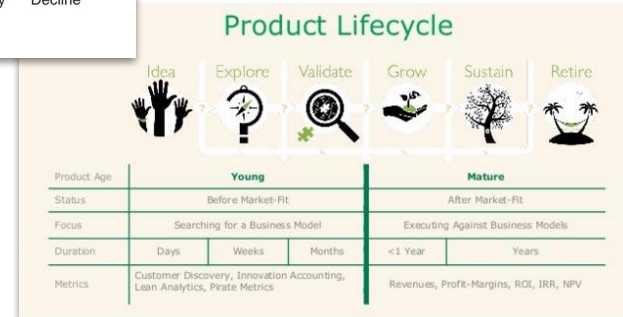 Decline
Product Lifecycle
Idea Explore Validate Grow Sustain Retire
? ? ? ? ?
Product Age Young Mature
Status Before Market-Fit After Market-Fit
Focus Searching for a Business Model Executing Against Business Models
Duration Days Weeks Months <1 Year Years
Metrics Customer Discovery, Innovation Accounting,
Lean Analytics, Pirate Metrics Revenues, Profit-Margins, ROI, IRR, NPV